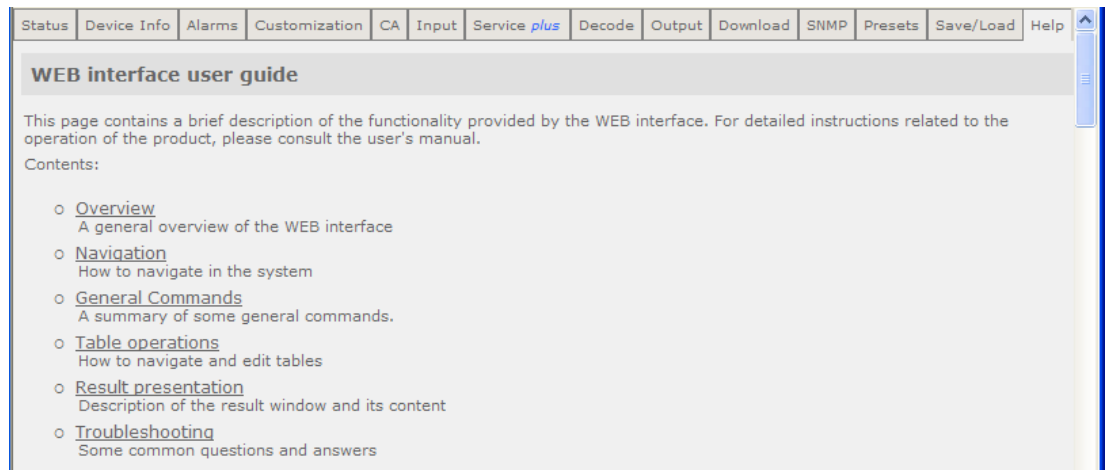 Status Device Info Alarms Customization CA Input Service plus Decode Output Download SNMP Presets Save/Load Help
WEB interface user guide
This page contains a brief description of the functionality provided by the WEB interface. For detailed instructions related to the
operation of the product, please consult the user's manual.
Contents:
o Overview
A general overview of the WEB interface
o Navigation
How to navigate in the system
o General Commands
A summary of some general commands.
o Table operations
How to navigate and edit tables
o Result presentation
Description of the result window and its content
o Troubleshooting
Some common questions and answers